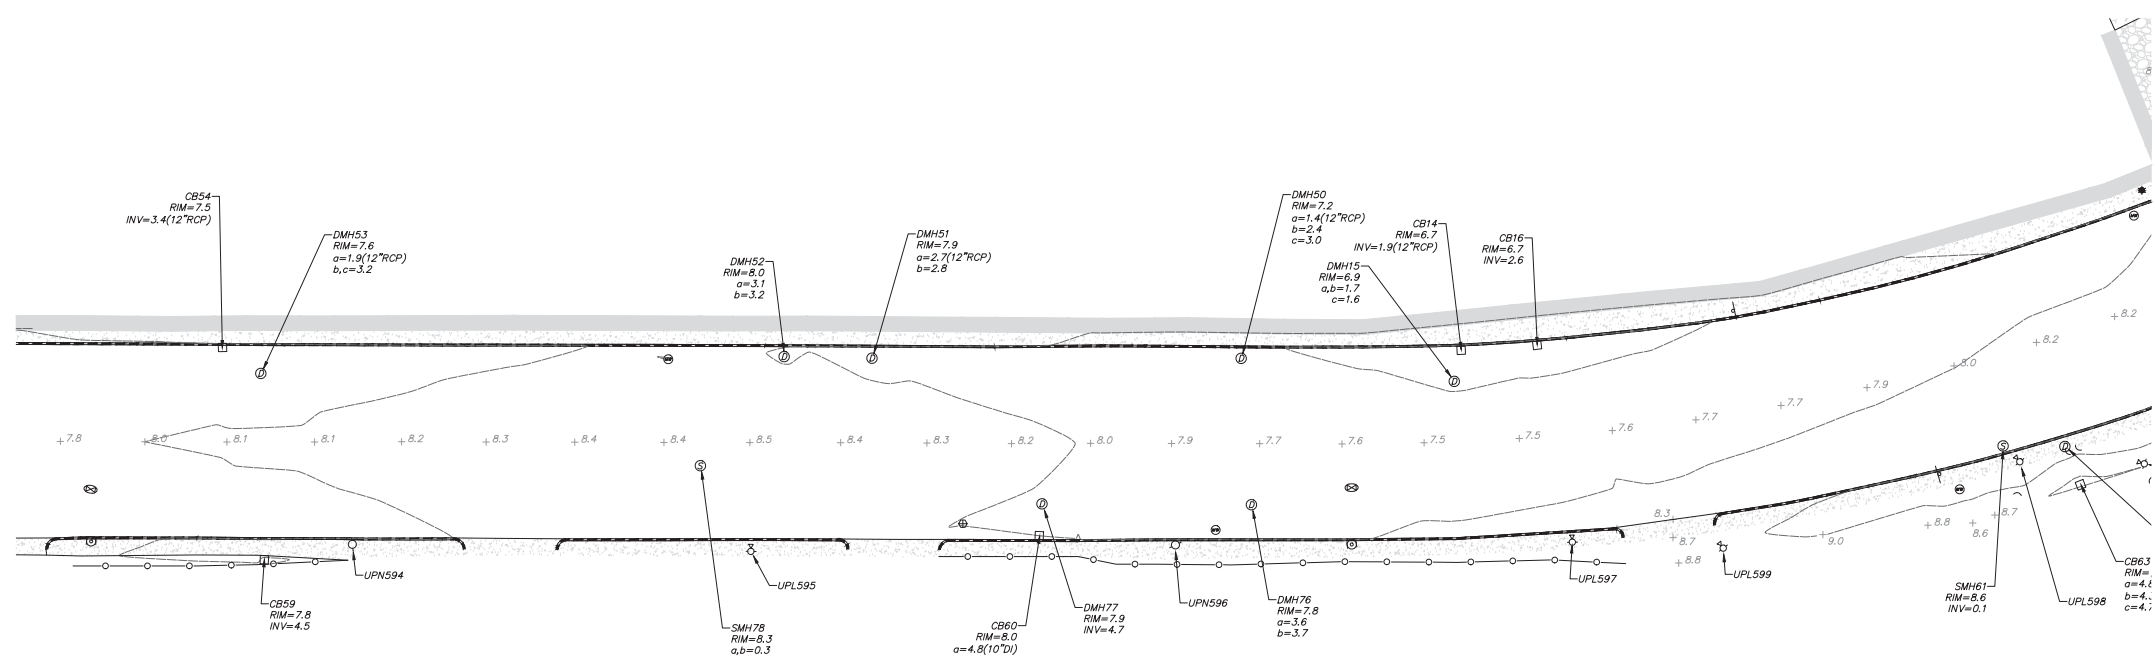 CB54
RIM=7.5
INV=3.4(12"RCP)
DMH53
RIM=7.6
a=1.9(12"RCP)
b,c=3.2
DMH52
RIM=8.0
a=3.1
b=3.2
DMH51
RIM=7.9
a=2.7(12"RCP)
b=2.8
DMH50
RIM=7.2
a=1.4(12"RCP)
b=2.4
c=3.0
CB14
RIM=6.7
INV=1.9(12"RCP)
DMH15
RIM=6.9
a,b=1.7
c=1.6
CB16
RIM=6.7
INV=2.6
8.2
8.2
8.0
7.9
7.7
7.7
7.6
7.5
7.5
7.6
7.7
7.9
8.0
8.2
8.3
8.4
8.5
8.4
8.4
8.3
8.2
8.1
8.1
8.0
7.8
D
D
D
D
D
S
D
D
S
D
8.3
8.7
8.8
9.0
8.8
8.6
8.7
UPN594
CB59
RIM=7.8
INV=4.5
UPL595
SMH78
RIM=8.3
a,b=0.3
CB60
RIM=8.0
a=4.8(10"DI)
DMH77
RIM=7.9
INV=4.7
UPN596
DMH76
RIM=7.8
a=3.6
b=3.7
UPL597
UPL599
SMH61
RIM=8.6
INV=0.1
UPL598
CB63
RIM=
a=4.8
b=4.
c=4.7